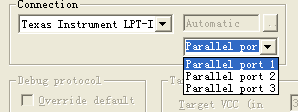 Connection
Texas Instrument LPT-I Automatic ..
Parallel por
Parallel port 1
Parallel port 2
Parallel port 3
Debug protocol
Override default
Target VCC (in